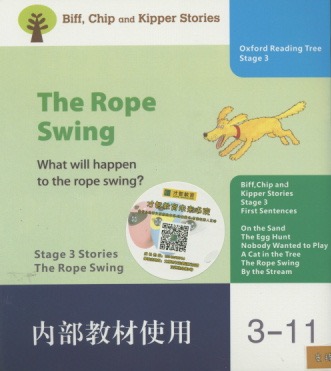 Biff, Chip and Kipper Stories
Oxford Reading Tree
Stage 3
The Rope
Swing
What will happen
to the rope swing?
Biff,Chip and
Kipper Stories
Stage 3
First Sentences
On the Sand
The Egg Hunt
Nobody Wanted to Play
A Cat in the Tree
The Rope Swing
By the Stream
Stage 3 Stories
The Rope Swing
内部教材使用
3-11